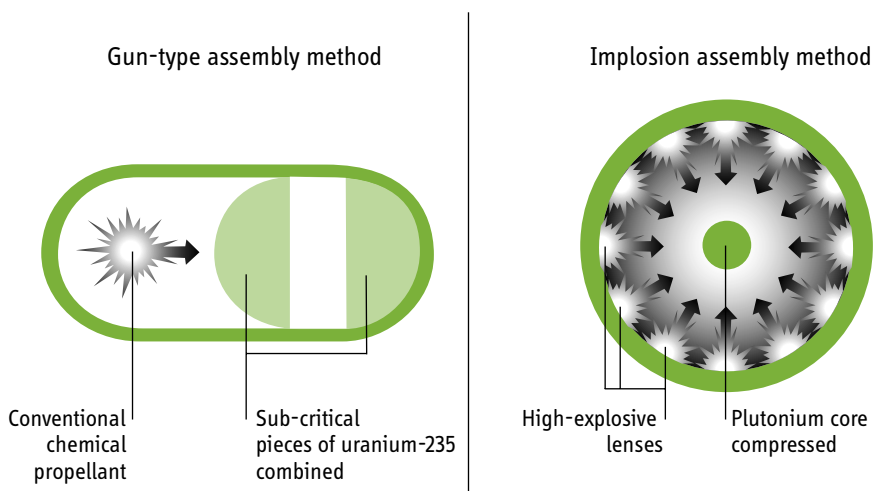 Gun-type assembly method
Conventional
chemical
propellant
Sub-critical
pieces of uranium-235
combined
Implosion assembly method
High-explosive
lenses
Plutonium core
compressed